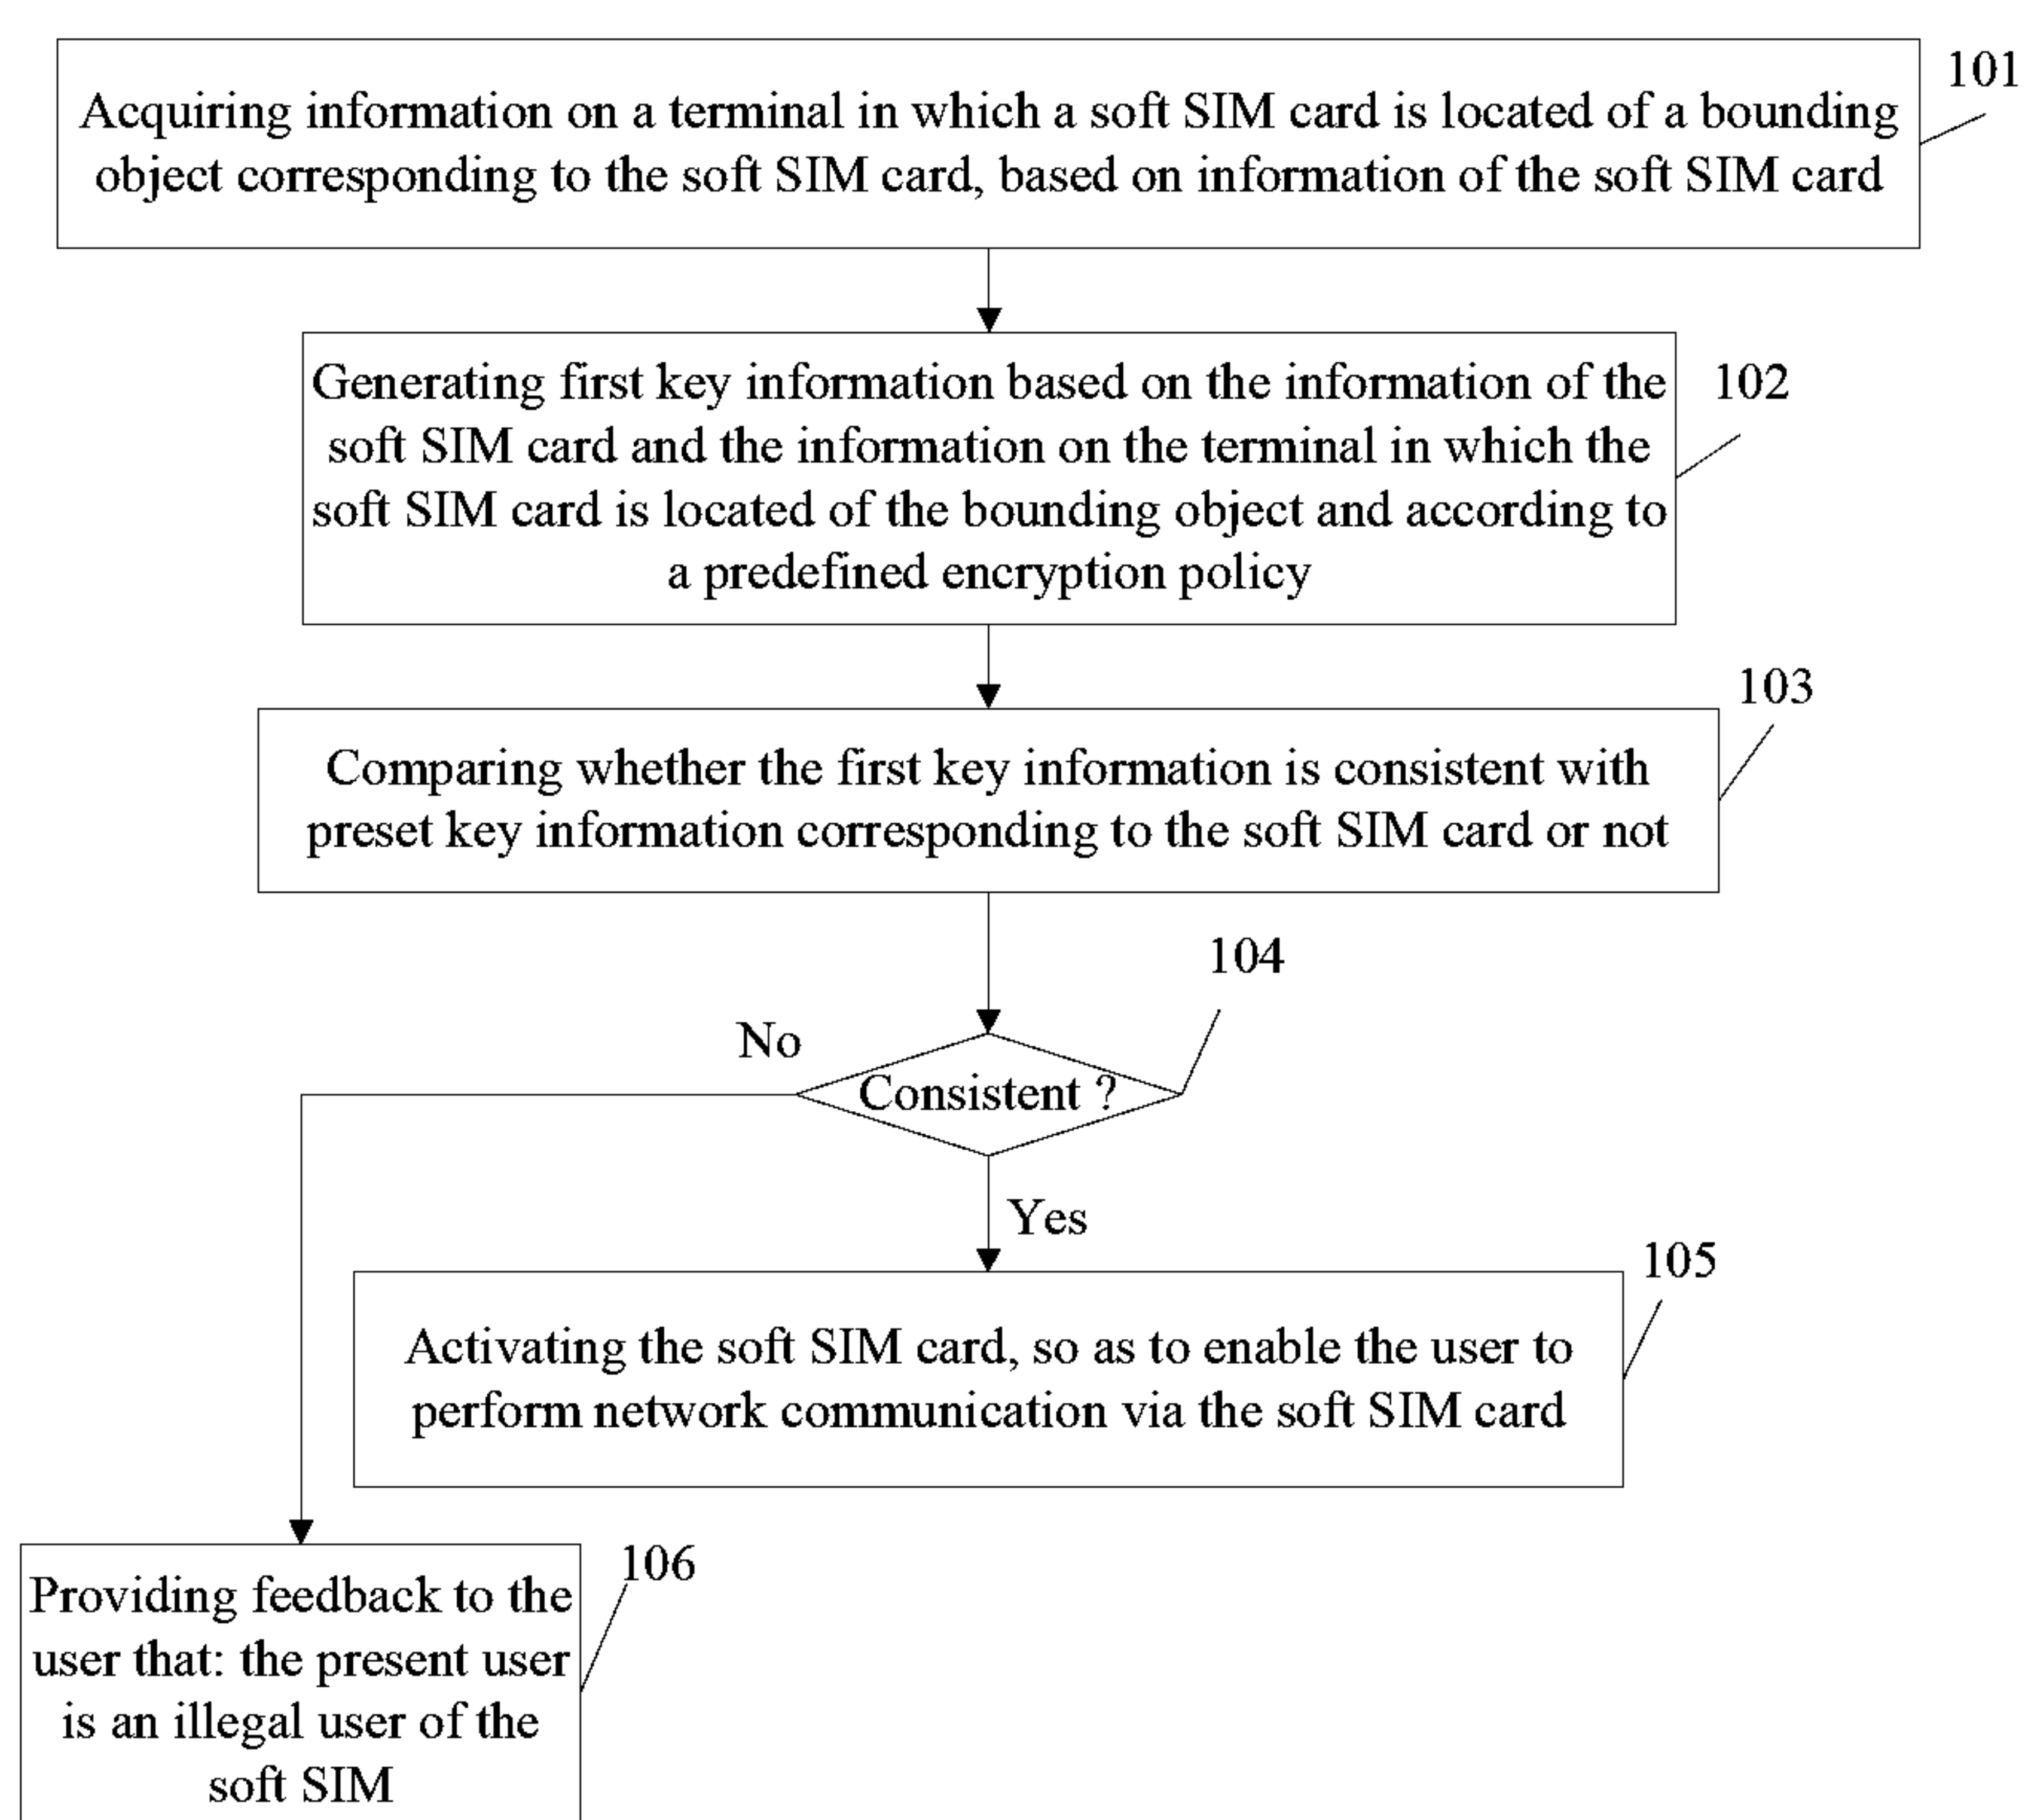 101
Acquiring information on a terminal in which a soft SIM card is located of a bounding
object corresponding to the soft SIM card, based on information of the soft SIM card
102
Generating first key information based on the information of the
soft SIM card and the information on the terminal in which the
soft SIM card is located of the bounding object and according to
a predefined encryption policy
103
Comparing whether the first key information is consistent with
preset key information corresponding to the soft SIM card or not
104
No
Consistent ?
Yes
105
Activating the soft SIM card, so as to enable the user to
perform network communication via the soft SIM card
106
Providing feedback to the
user that: the present user
is an illegal user of the
soft SIM